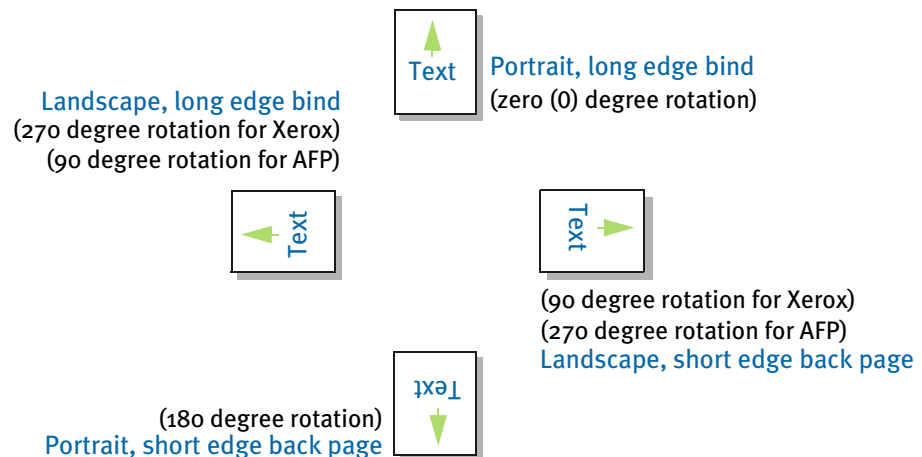 Text
Portrait, long edge bind
(zero (0) degree rotation)
Landscape, long edge bind
(270 degree rotation for Xerox)
(90 degree rotation for AFP)
Text
Text
(90 degree rotation for Xerox)
(270 degree rotation for AFP)
Landscape, short edge back page
Text
(180 degree rotation)
Portrait, short edge back page